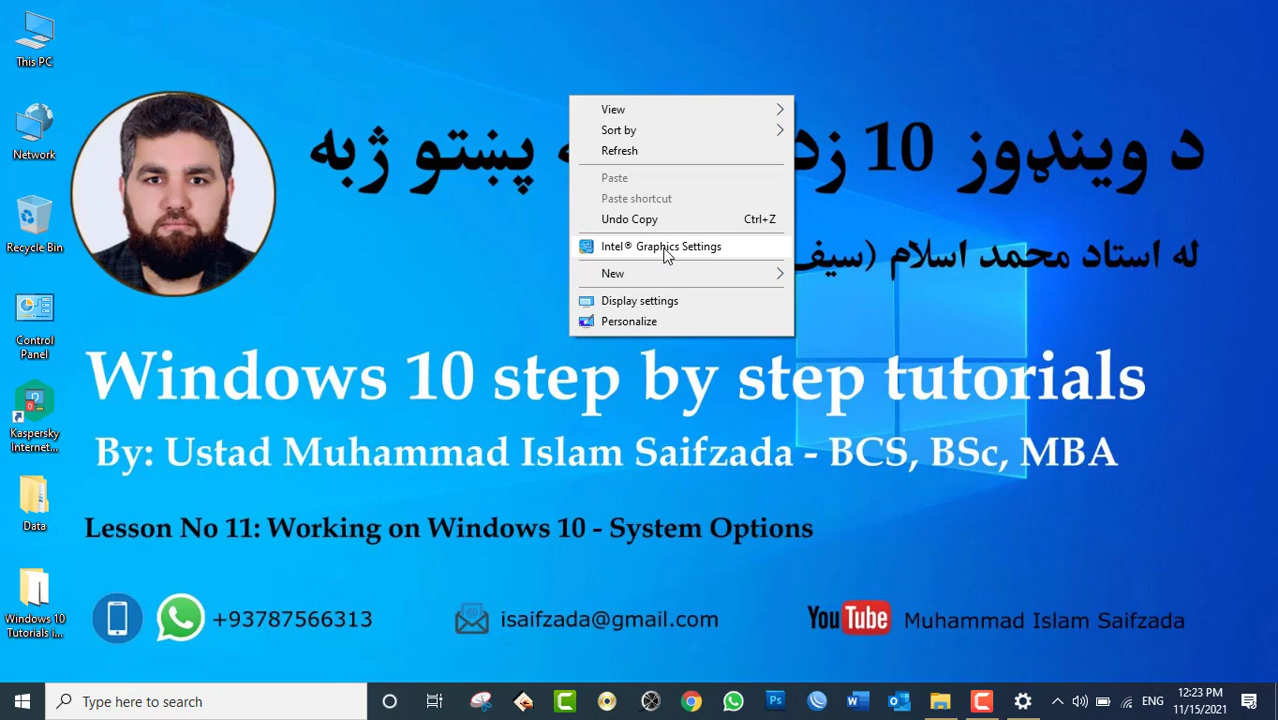 This PC
Network
Recycle Bin
Control
Panel
Kaspersky
Internet...
Data
Windows 10
Tutorials i...
د وینډوز 10 زد
پښتو ژبه
له استاد محمد اسلام (سیف
View
Sort by
Refresh
Paste
Paste shortcut
Undo Copy Ctrl+Z
Intel® Graphics Settings
New
Display settings
Personalize
Windows 10 step by step tutorials
By: Ustad Muhammad Islam Saifzada - BCS, BSc, MBA
Lesson No 11: Working on Windows 10 - System Options
+93787566313
isaifzada@gmail.com
YouTube Muhammad Islam Saifzada
Type here to search
Ps
ENG
12:23 PM
11/15/2021